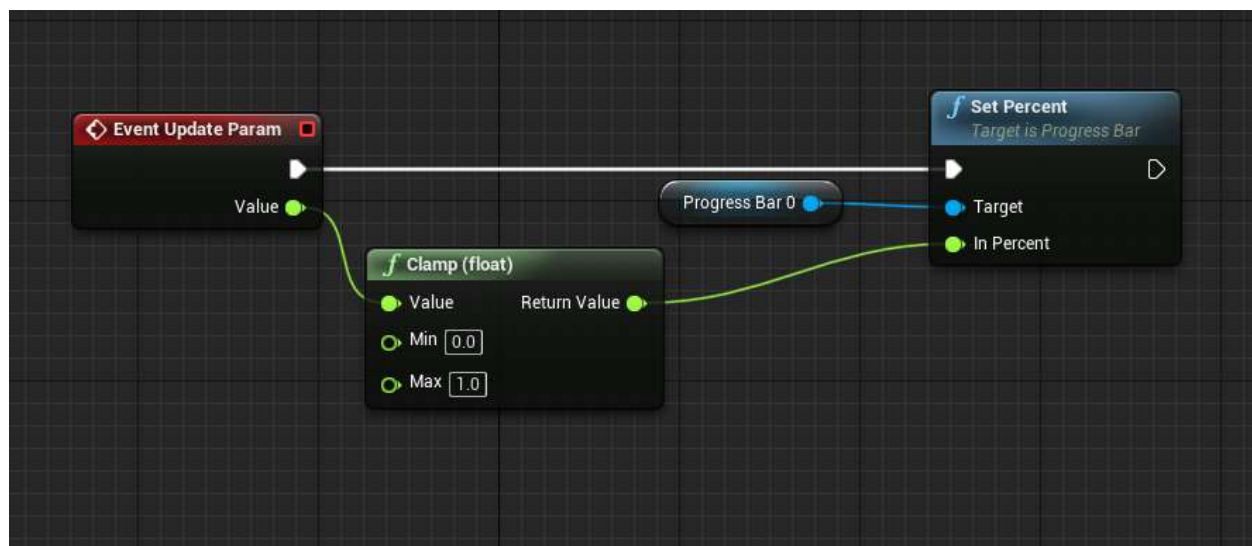 Event Update Param
Value
Clamp (float)
Value
Return Value
Min 0.0
Max 1.0
Progress Bar 0
Set Percent
Target is Progress Bar
Target
In Percent